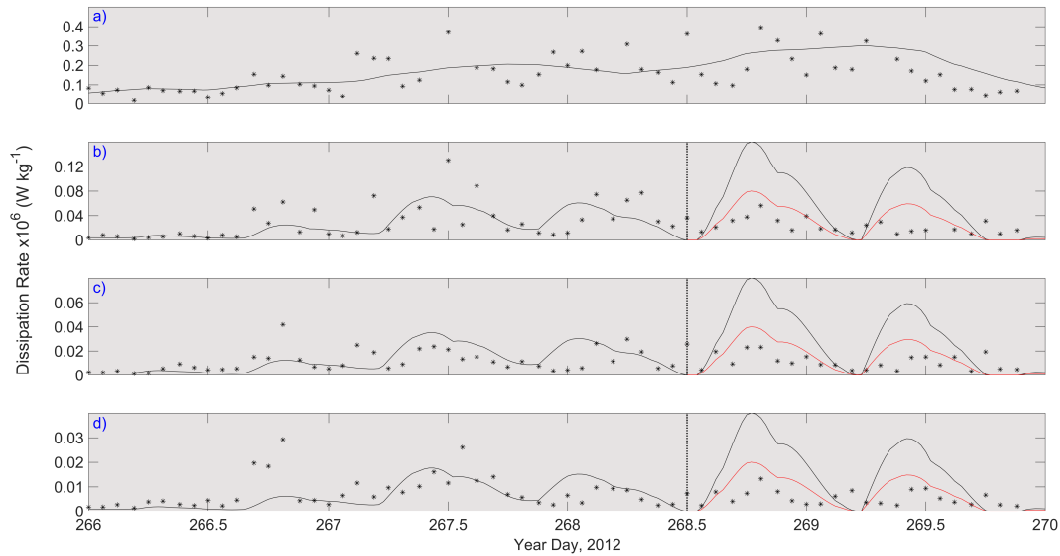 a)
0.4
0.3
0.2
0.1
0
b)
0.12
0.08
0.04
0
c)
0.06
0.04
0.02
0
d)
0.03
0.02
0.01
0
266 266.5 267 267.5 268 268.5 269 269.5 270
Year Day, 2012
Dissipation Rate x10⁶ (W kg⁻¹)